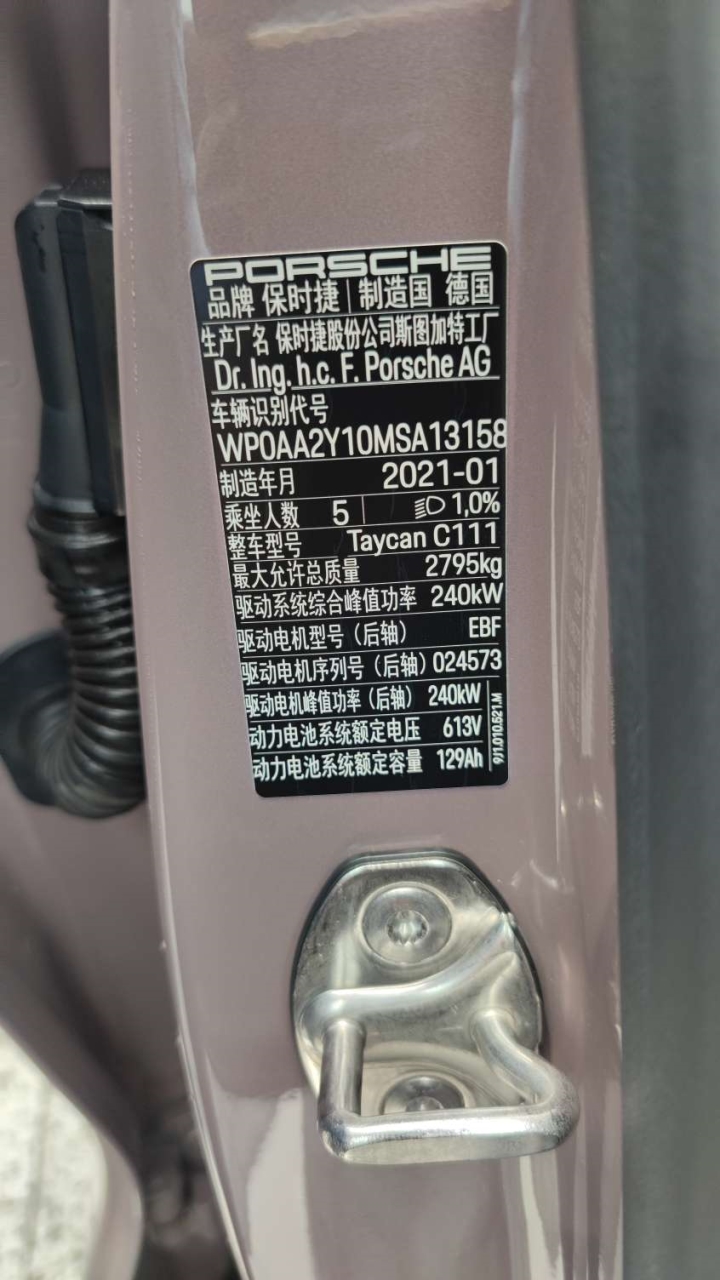 PORSCHE
品牌 保时捷 制造国 德国
生产厂名 保时捷股份公司斯图加特工厂
Dr. Ing. h.c. F. Porsche AG
车辆识别代号
WP0AA2Y10MSA13158
制造年月 2021-01
乘坐人数 5 1,0%
整车型号 Taycan C111
最大允许总质量 2795kg
驱动系统综合峰值功率 240kW
驱动电机型号（后轴） EBF
驱动电机序列号（后轴） 024573
驱动电机峰值功率（后轴） 240kW
动力电池系统额定电压 613V
动力电池系统额定容量 129Ah
9J1.010.621.M